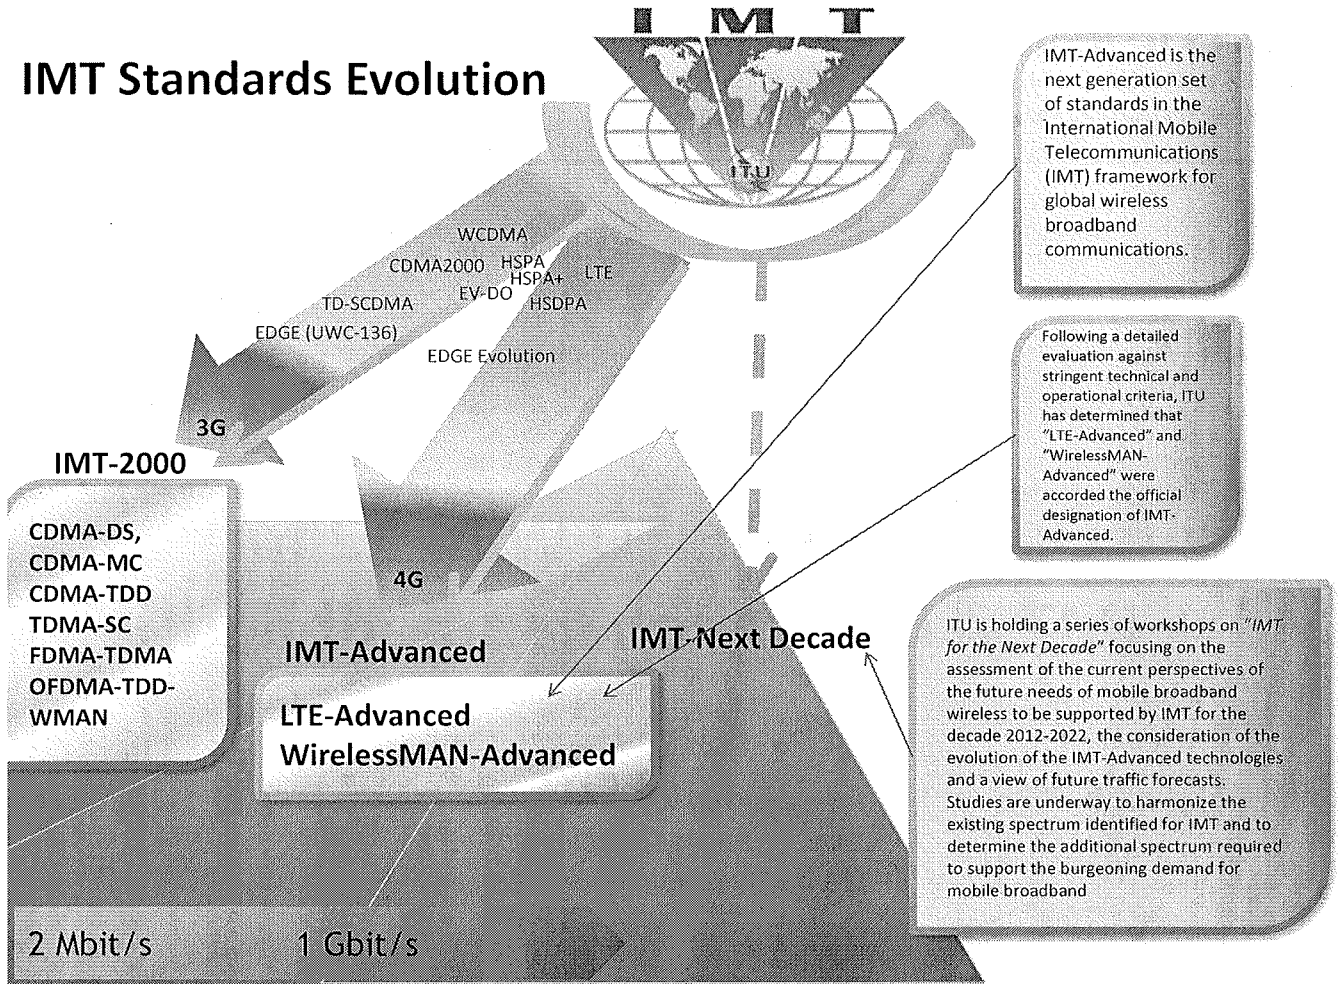 I M T
IMT Standards Evolution
ITU
IMT-Advanced is the
next generation set
of standards in the
International Mobile
Telecommunications
(IMT) framework for
global wireless
broadband
communications.
WCDMA
CDMA2000 HSPA
HSPA+
LTE
EV-DO
HSDPA
TD-SCDMA
EDGE (UWC-136)
EDGE Evolution
Following a detailed
evaluation against
stringent technical and
operational criteria, ITU
has determined that
"LTE-Advanced" and
"WirelessMAN-
Advanced" were
accorded the official
designation of IMT-
Advanced.
3G
IMT-2000
CDMA-DS,
CDMA-MC
CDMA-TDD
TDMA-SC
FDMA-TDMA
OFDMA-TDD-
WMAN
4G
IMT-Advanced
LTE-Advanced
WirelessMAN-Advanced
IMT-Next Decade
ITU is holding a series of workshops on "IMT
for the Next Decade" focusing on the
assessment of the current perspectives of
the future needs of mobile broadband
wireless to be supported by IMT for the
decade 2012-2022, the consideration of the
evolution of the IMT-Advanced technologies
and a view of future traffic forecasts.
Studies are underway to harmonize the
existing spectrum identified for IMT and to
determine the additional spectrum required
to support the burgeoning demand for
mobile broadband
2 Mbit/s
1 Gbit/s